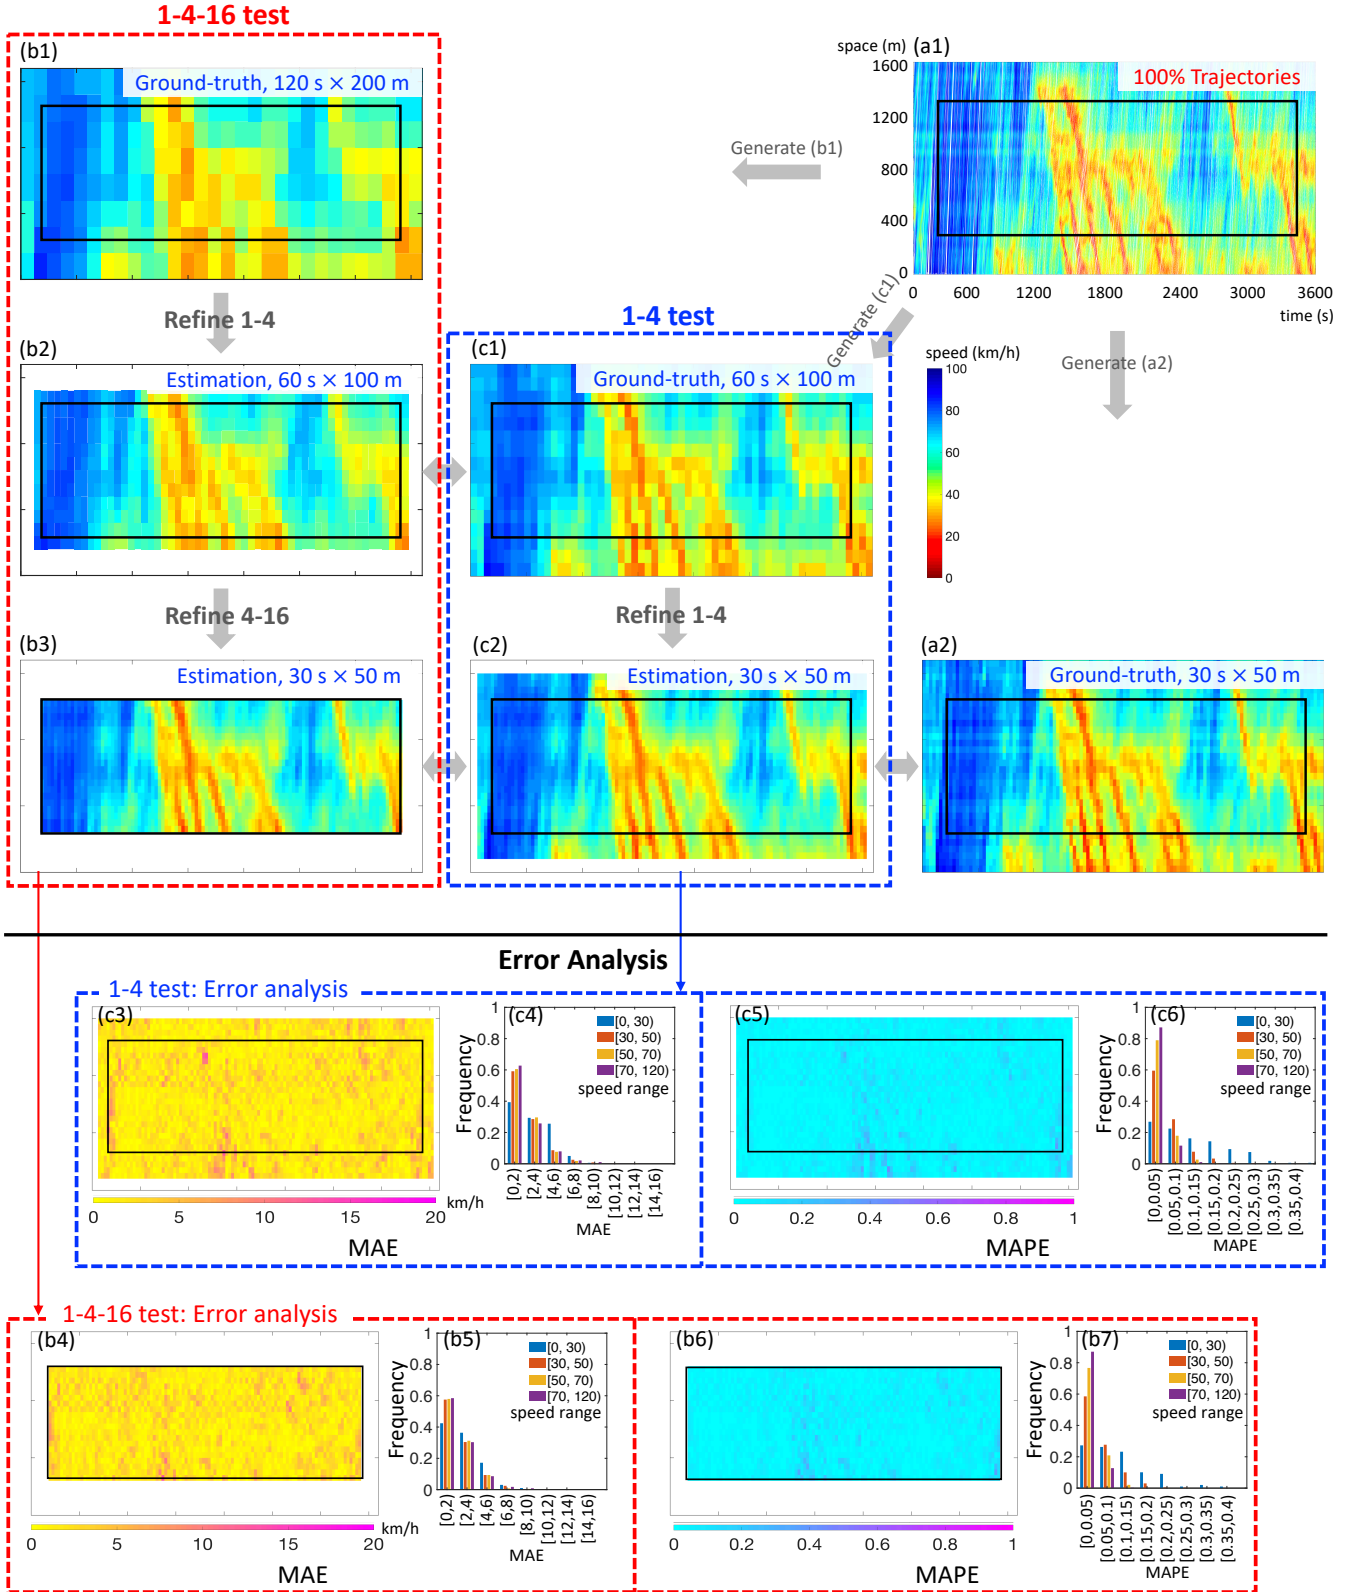 1-4-16 test
(b1)
Ground-truth, 120 s × 200 m
space (m)
(a1)
100% Trajectories
1600
1200
800
400
0
0 600 1200 1800 2400 3000 3600
time (s)
Generate (b1)
Generate (c1)
Generate (a2)
Refine 1-4
1-4 test
(b2)
Estimation, 60 s × 100 m
(c1)
Ground-truth, 60 s × 100 m
speed (km/h)
100
80
60
40
20
0
Refine 4-16
Refine 1-4
(b3)
Estimation, 30 s × 50 m
(c2)
Estimation, 30 s × 50 m
(a2)
Ground-truth, 30 s × 50 m
Error Analysis
1-4 test: Error analysis
(c3)
0 5 10 15 20
km/h
MAE
(c4)
Frequency
1
0.8
0.6
0.4
0.2
0
[0, 30)
[30, 50)
[50, 70)
[70, 120)
speed range
[0,2)
[2,4)
[4,6)
[6,8)
[8,10)
[10,12)
[12,14)
[14,16)
MAE
(c5)
0 0.2 0.4 0.6 0.8 1
MAPE
(c6)
Frequency
1
0.8
0.6
0.4
0.2
0
[0, 30)
[30, 50)
[50, 70)
[70, 120)
speed range
[0,0.05)
[0.05,0.1)
[0.1,0.15)
[0.15,0.2)
[0.2,0.25)
[0.25,0.3)
[0.3,0.35)
[0.35,0.4)
MAPE
1-4-16 test: Error analysis
(b4)
0 5 10 15 20
km/h
MAE
(b5)
Frequency
1
0.8
0.6
0.4
0.2
0
[0, 30)
[30, 50)
[50, 70)
[70, 120)
speed range
[0,2)
[2,4)
[4,6)
[6,8)
[8,10)
[10,12)
[12,14)
[14,16)
MAE
(b6)
0 0.2 0.4 0.6 0.8 1
MAPE
(b7)
Frequency
1
0.8
0.6
0.4
0.2
0
[0, 30)
[30, 50)
[50, 70)
[70, 120)
speed range
[0,0.05)
[0.05,0.1)
[0.1,0.15)
[0.15,0.2)
[0.2,0.25)
[0.25,0.3)
[0.3,0.35)
[0.35,0.4)
MAPE